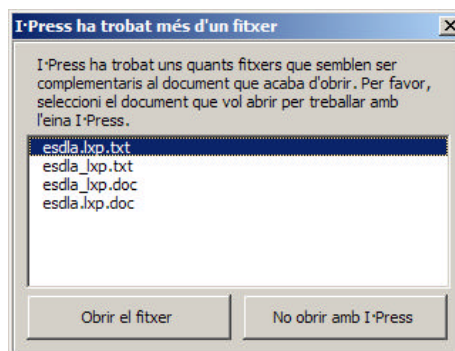 I·Press ha trobat més d'un fitxer
I·Press ha trobat uns quants fitxers que semblen ser
complementaris al document que acaba d'obrir. Per favor,
seleccioni el document que vol abrir per treballar amb
l'eina I·Press.
esdla.lxp.txt
esdla_lxp.txt
esdla_lxp.doc
esdla.lxp.doc
Obrir el fitxer
No obrir amb I·Press